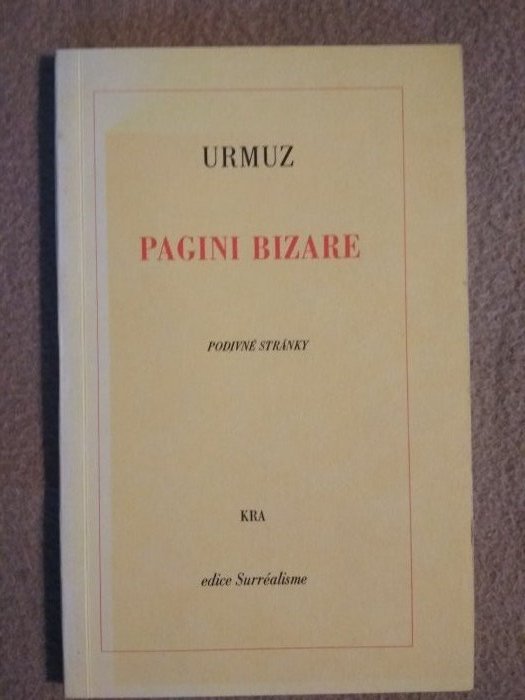 URMUZ
PAGINI BIZARE
PODIVNÉ STRÁNKY
KRA
edice Surréalisme